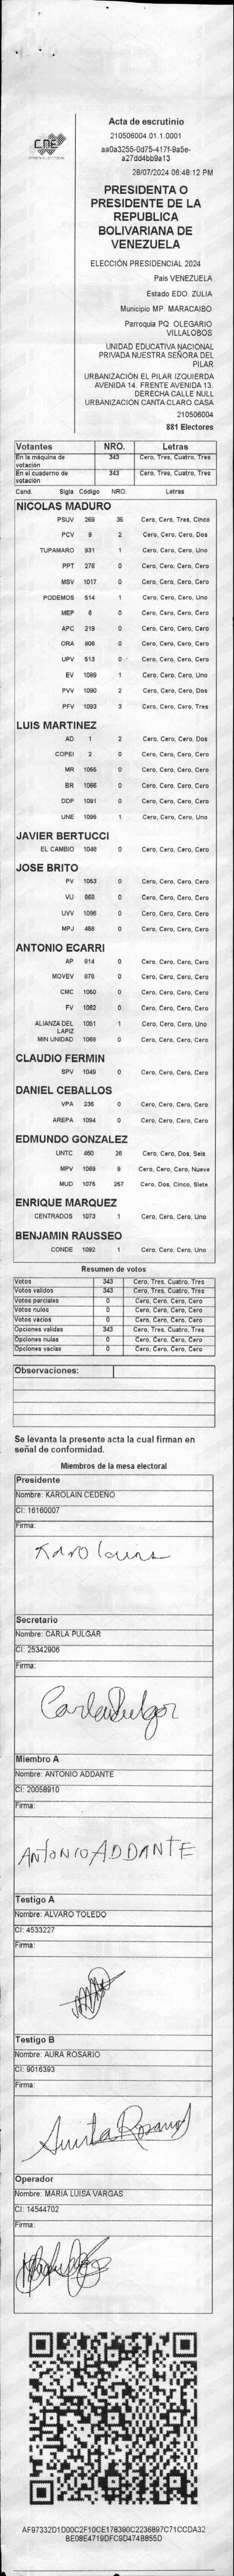 CNE
Acta de escrutinio
210506004.01.1.0001
aa0a3255-0d75-417f-9a5e-
a27dd4bb9a13
28/07/2024 06:48:12 PM
PRESIDENTA O
PRESIDENTE DE LA
REPUBLICA
BOLIVARIANA DE
VENEZUELA
ELECCIÓN PRESIDENCIAL 2024
Pais VENEZUELA
Estado EDO. ZULIA
Municipio MP. MARACAIBO
Parroquia PQ. OLEGARIO
VILLALOBOS
UNIDAD EDUCATIVA NACIONAL
PRIVADA NUESTRA SEÑORA DEL
PILAR
URBANIZACIÓN EL PILAR IZQUIERDA
AVENIDA 14. FRENTE AVENIDA 13.
DERECHA CALLE NULL
URBANIZACION CANTA CLARO CASA
210506004
881 Electores
Votantes NRO. Letras
En la máquina de votación 343 Cero, Tres, Cuatro, Tres
En el cuaderno de votación 343 Cero, Tres, Cuatro, Tres
Cand. Sigla Código NRO. Letras
NICOLAS MADURO
PSUV 269 35 Cero, Cero, Tres, Cinco
PCV 9 2 Cero, Cero, Cero, Dos
TUPAMARO 931 1 Cero, Cero, Cero, Uno
PPT 276 0 Cero, Cero, Cero, Cero
MSV 1017 0 Cero, Cero, Cero, Cero
PODEMOS 514 1 Cero, Cero, Cero, Uno
MEP 6 0 Cero, Cero, Cero, Cero
APC 219 0 Cero, Cero, Cero, Cero
ORA 906 0 Cero, Cero, Cero, Cero
UPV 513 0 Cero, Cero, Cero, Cero
EV 1089 1 Cero, Cero, Cero, Uno
PVV 1090 2 Cero, Cero, Cero, Dos
PFV 1093 3 Cero, Cero, Cero, Tres
LUIS MARTINEZ
AD 1 2 Cero, Cero, Cero, Dos
COPEI 2 0 Cero, Cero, Cero, Cero
MR 1065 0 Cero, Cero, Cero, Cero
BR 1066 0 Cero, Cero, Cero, Cero
DDP 1091 0 Cero, Cero, Cero, Cero
UNE 1095 1 Cero, Cero, Cero, Uno
JAVIER BERTUCCI
EL CAMBIO 1048 0 Cero, Cero, Cero, Cero
JOSE BRITO
PV 1053 0 Cero, Cero, Cero, Cero
VU 868 0 Cero, Cero, Cero, Cero
UVV 1096 0 Cero, Cero, Cero, Cero
MPJ 468 0 Cero, Cero, Cero, Cero
ANTONIO ECARRI
AP 814 0 Cero, Cero, Cero, Cero
MOVEV 978 0 Cero, Cero, Cero, Cero
CMC 1050 0 Cero, Cero, Cero, Cero
FV 1052 0 Cero, Cero, Cero, Cero
ALIANZA DEL LAPIZ 1051 1 Cero, Cero, Cero, Uno
MIN UNIDAD 1068 0 Cero, Cero, Cero, Cero
CLAUDIO FERMIN
SPV 1049 0 Cero, Cero, Cero, Cero
DANIEL CEBALLOS
VPA 236 0 Cero, Cero, Cero, Cero
AREPA 1094 0 Cero, Cero, Cero, Cero
EDMUNDO GONZALEZ
UNTC 460 26 Cero, Cero, Dos, Seis
MPV 1069 9 Cero, Cero, Cero, Nueve
MUD 1075 257 Cero, Dos, Cinco, Siete
ENRIQUE MARQUEZ
CENTRADOS 1073 1 Cero, Cero, Cero, Uno
BENJAMIN RAUSSEO
CONDE 1092 1 Cero, Cero, Cero, Uno
Resumen de votos
Votos 343 Cero, Tres, Cuatro, Tres
Votos validos 343 Cero, Tres, Cuatro, Tres
Votos parciales 0 Cero, Cero, Cero, Cero
Votos nulos 0 Cero, Cero, Cero, Cero
Votos vacios 0 Cero, Cero, Cero, Cero
Opciones validas 343 Cero, Tres, Cuatro, Tres
Opciones nulas 0 Cero, Cero, Cero, Cero
Opciones vacias 0 Cero, Cero, Cero, Cero
Observaciones:
Se levanta la presente acta la cual firman en
señal de conformidad.
Miembros de la mesa electoral
Presidente
Nombre: KAROLAIN CEDEÑO
CI: 16160007
Firma:
Secretario
Nombre: CARLA PULGAR
CI: 25342906
Firma:
Carla Pulgar
Miembro A
Nombre: ANTONIO ADDANTE
CI: 20058910
Firma:
ANTONIO ADDANTE
Testigo A
Nombre: ALVARO TOLEDO
CI: 4533227
Firma:
Testigo B
Nombre: AURA ROSARIO
CI: 9016393
Firma:
Operador
Nombre: MARIA LUISA VARGAS
CI: 14544702
Firma:
AF97332D1D00C2F10CE178390C2236897C71CCDA32
BE08E4719DFC9D474B855D